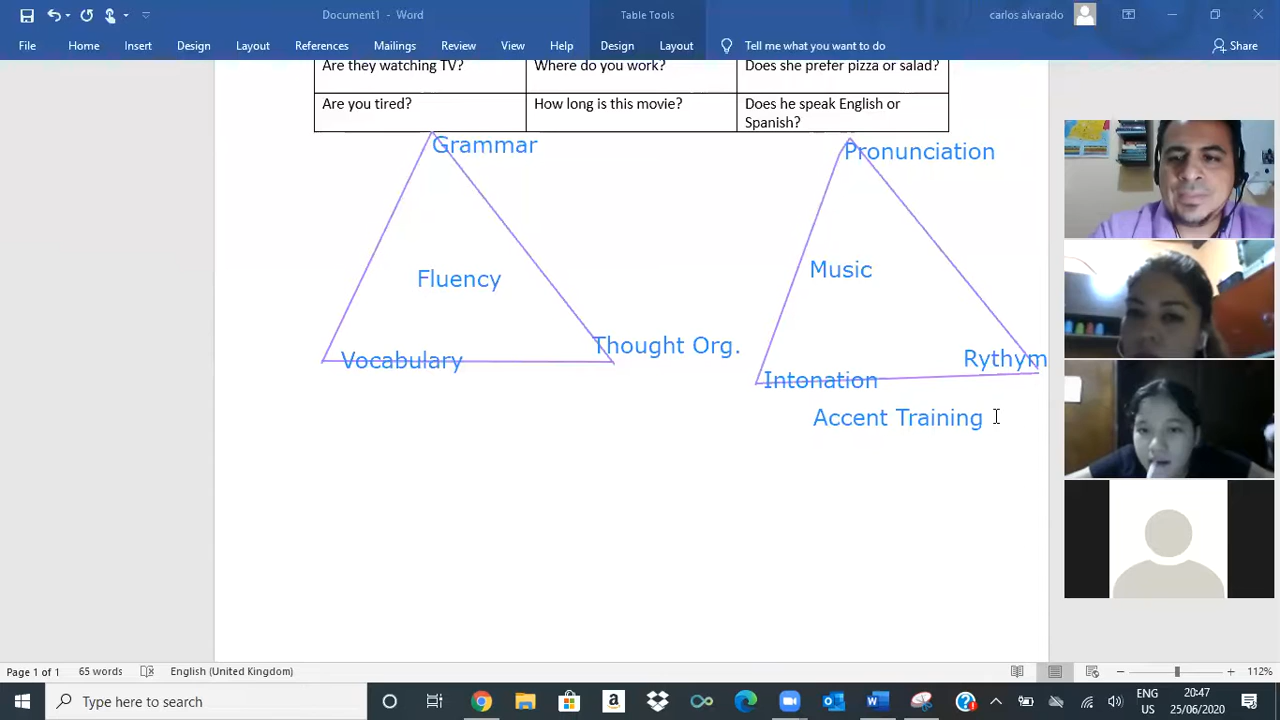 Document1 - Word
Table Tools
carlos alvarado
File Home Insert Design Layout References Mailings Review View Help Design Layout Tell me what you want to do Share
Are they watching TV? Where do you work? Does she prefer pizza or salad?
Are you tired? How long is this movie? Does he speak English or
Spanish?
Grammar
Pronunciation
Music
Fluency
Thought Org.
Vocabulary
Rythym
Intonation
Accent Training
Page 1 of 1 65 words English (United Kingdom) 112%
Type here to search
ENG 20:47
US 25/06/2020